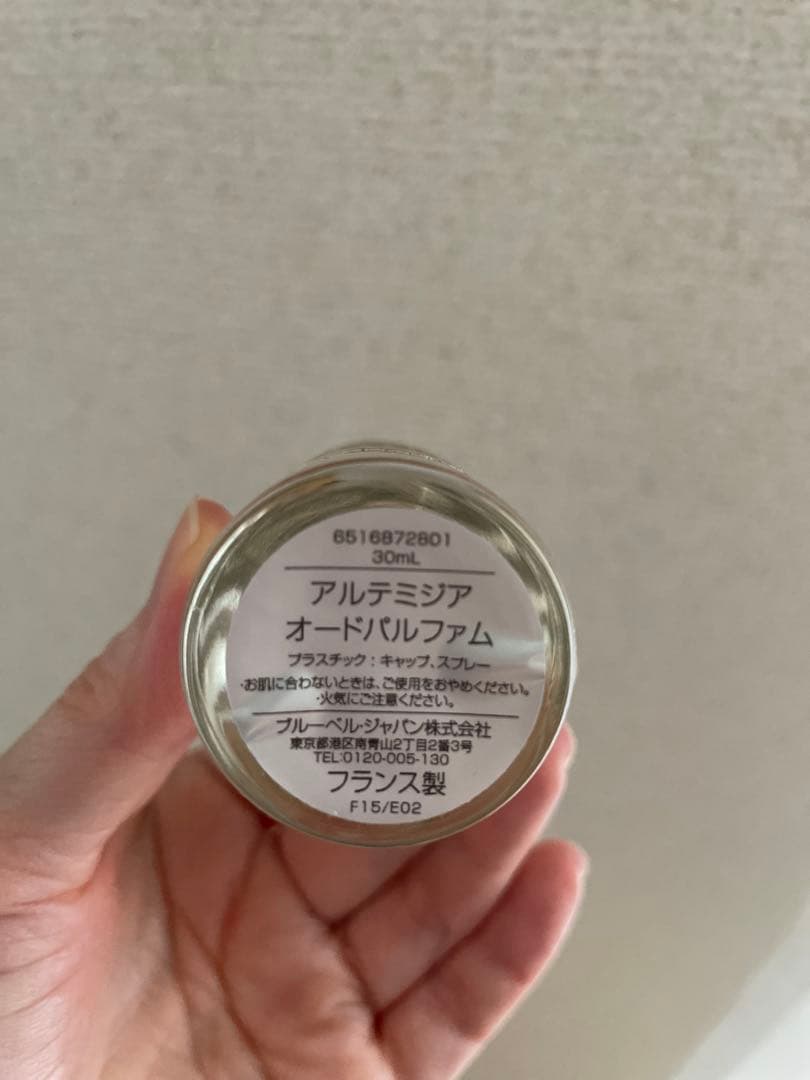 6516872801
30mL
アルテミジア
オードパルファム
プラスチック：キャップ、スプレー
･お肌に合わないときは、ご使用をおやめください。
･火気にご注意ください。
ブルーベル･ジャパン株式会社
東京都港区南青山2丁目2番3号
TEL:0120-005-130
フランス製
F15/E02